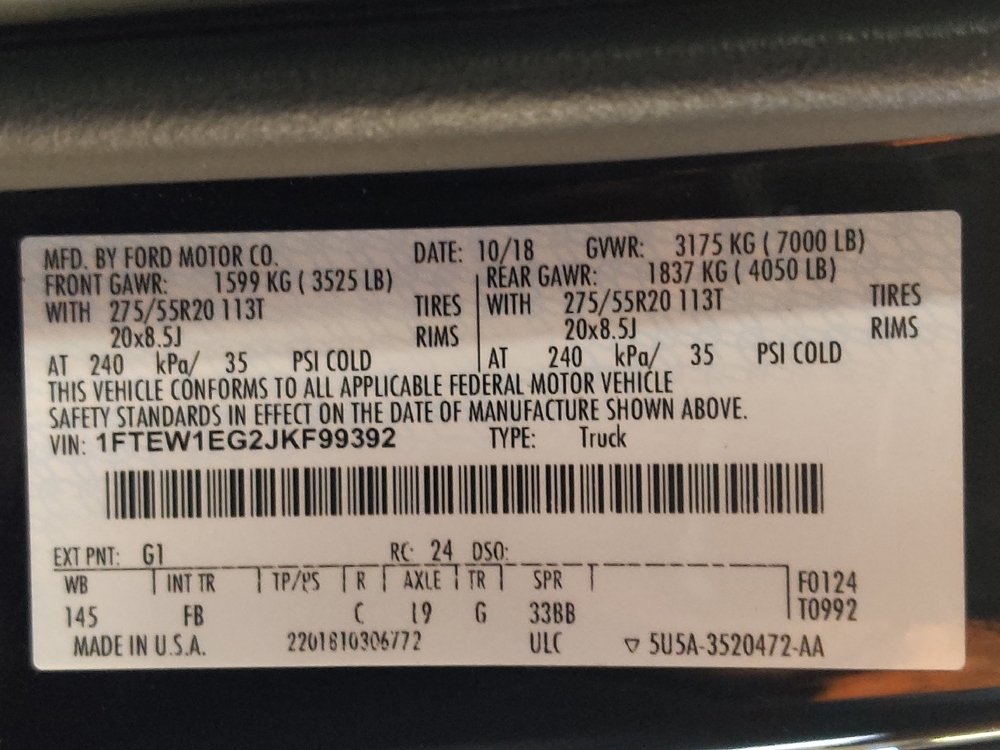 MFD. BY FORD MOTOR CO. DATE: 10/18 GVWR: 3175 KG ( 7000 LB)
FRONT GAWR: 1599 KG ( 3525 LB) REAR GAWR: 1837 KG ( 4050 LB)
WITH 275/55R20 113T TIRES WITH 275/55R20 113T TIRES
20x8.5J RIMS 20x8.5J RIMS
AT 240 kPa/ 35 PSI COLD AT 240 kPa/ 35 PSI COLD
THIS VEHICLE CONFORMS TO ALL APPLICABLE FEDERAL MOTOR VEHICLE
SAFETY STANDARDS IN EFFECT ON THE DATE OF MANUFACTURE SHOWN ABOVE.
VIN: 1FTEW1EG2JKF99392 TYPE: Truck
EXT PNT: G1 RC: 24 DSO:
WB INT TR TP/PS R AXLE TR SPR F0124
145 FB C 19 G 33BB T0992
MADE IN U.S.A. 2201810306772 ULC ▽ 5U5A-3520472-AA